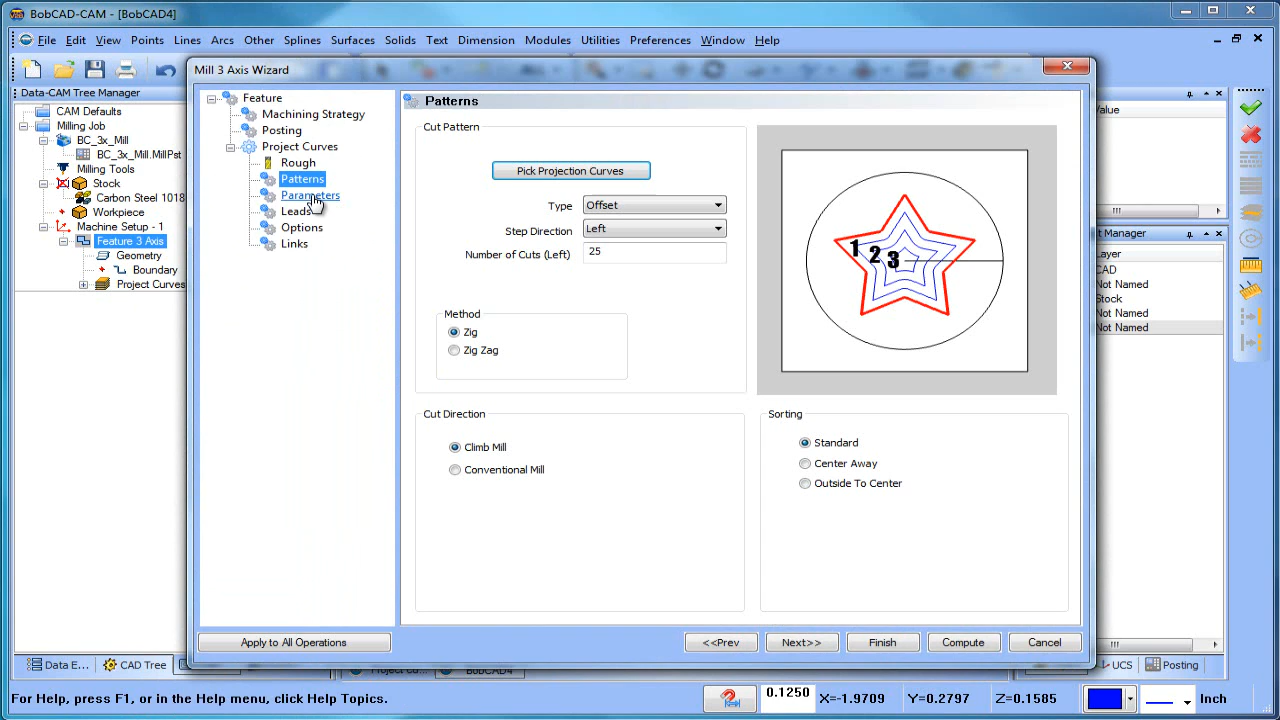 BobCAD-CAM - [BobCAD4]
File Edit View Points Lines Arcs Other Splines Surfaces Solids Text Dimension Modules Utilities Preferences Window Help
Data-CAM Tree Manager
CAM Defaults
Milling Job
BC_3x_Mill
BC_3x_Mill.MillPst
Milling Tools
Stock
Carbon Steel 1018
Workpiece
Machine Setup - 1
Feature 3 Axis
Geometry
Boundary
Project Curves
Data E...
CAD Tree
Mill 3 Axis Wizard
Feature
Machining Strategy
Posting
Project Curves
Rough
Patterns
Parameters
Leads
Options
Links
Patterns
Cut Pattern
Pick Projection Curves
Type Offset
Step Direction Left
Number of Cuts (Left) 25
Method
Zig
Zig Zag
1 2 3
Cut Direction
Climb Mill
Conventional Mill
Sorting
Standard
Center Away
Outside To Center
Apply to All Operations
<<Prev Next>> Finish Compute Cancel
Value
Layer
CAD
Not Named
Stock
Not Named
Not Named
UCS
Posting
BobCAD4
For Help, press F1, or in the Help menu, click Help Topics.
0.1250 X=-1.9709 Y=0.2797 Z=0.1585 Inch